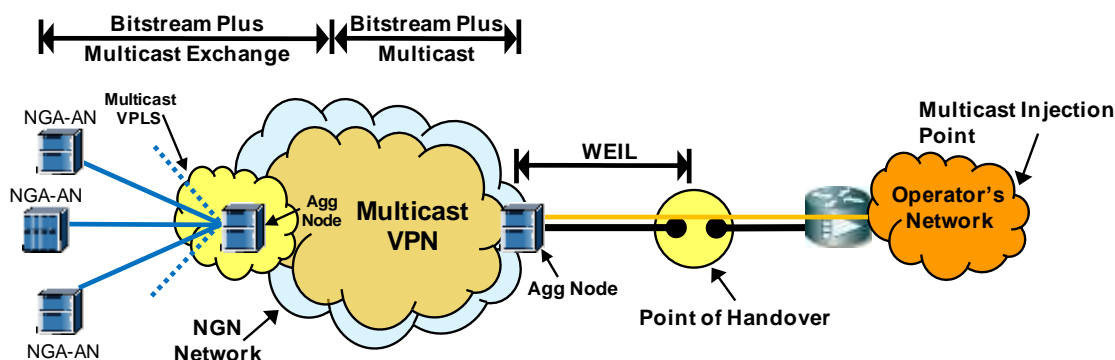 Bitstream Plus
Multicast Exchange
Bitstream Plus
Multicast
Multicast
VPLS
NGA-AN
NGA-AN
NGA-AN
Agg
Node
Multicast
VPN
NGN
Network
WEIL
Agg Node
Point of Handover
Multicast Injection
Point
Operator's
Network